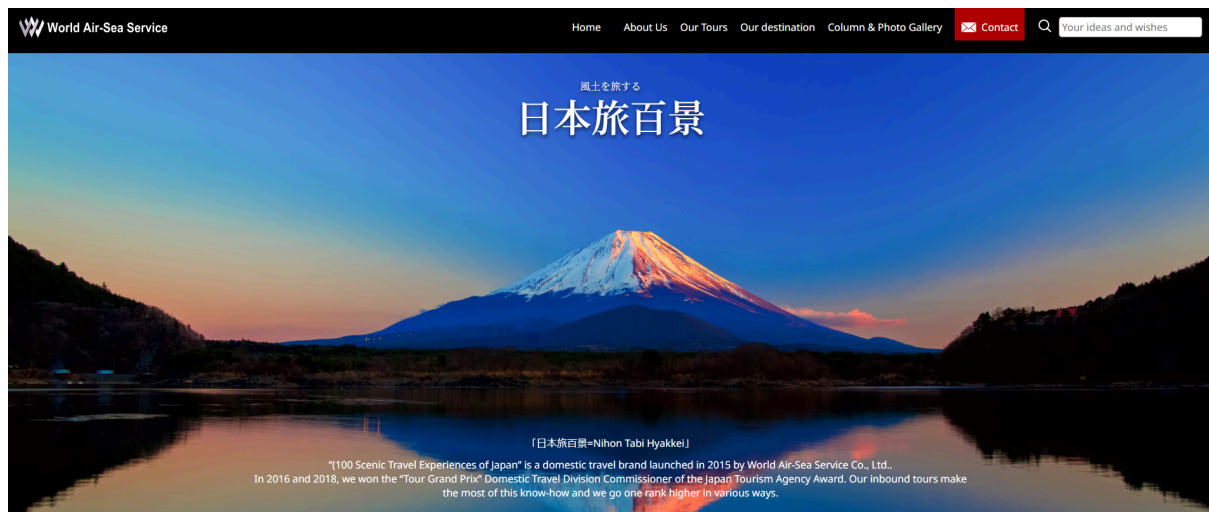 World Air-Sea Service
Home About Us Our Tours Our destination Column & Photo Gallery Contact Your ideas and wishes
風土を旅する
日本旅百景
「日本旅百景=Nihon Tabi Hyakkei」
"(100 Scenic Travel Experiences of Japan" is a domestic travel brand launched in 2015 by World Air-Sea Service Co., Ltd..
In 2016 and 2018, we won the "Tour Grand Prix" Domestic Travel Division Commissioner of the Japan Tourism Agency Award. Our inbound tours make
the most of this know-how and we go one rank higher in various ways.